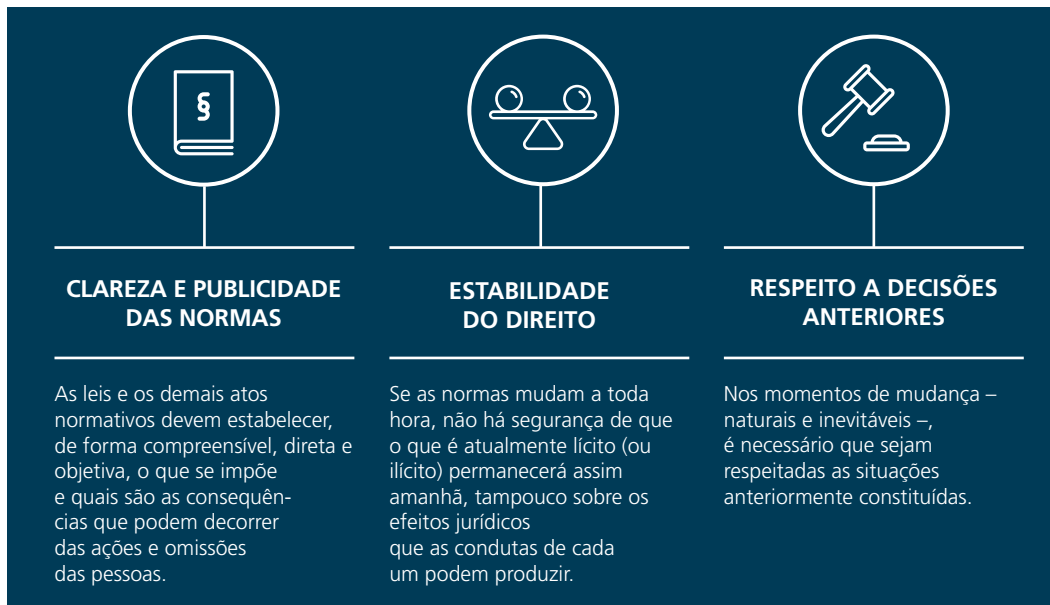 §
CLAREZA E PUBLICIDADE
DAS NORMAS
As leis e os demais atos
normativos devem estabelecer,
de forma compreensível, direta e
objetiva, o que se impõe
e quais são as consequên-
cias que podem decorrer
das ações e omissões
das pessoas.
ESTABILIDADE
DO DIREITO
Se as normas mudam a toda
hora, não há segurança de que
o que é atualmente lícito (ou
ilícito) permanecerá assim
amanhã, tampouco sobre os
efeitos jurídicos
que as condutas de cada
um podem produzir.
RESPEITO A DECISÕES
ANTERIORES
Nos momentos de mudança –
naturais e inevitáveis –,
é necessário que sejam
respeitadas as situações
anteriormente constituídas.